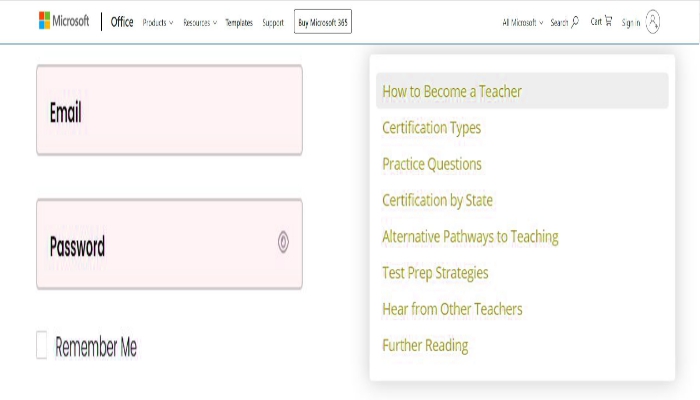 Microsoft Office Products Resources Templates Support Buy Microsoft 365 All Microsoft Search Cart Sign in
Email
Password
Remember Me
How to Become a Teacher
Certification Types
Practice Questions
Certification by State
Alternative Pathways to Teaching
Test Prep Strategies
Hear from Other Teachers
Further Reading